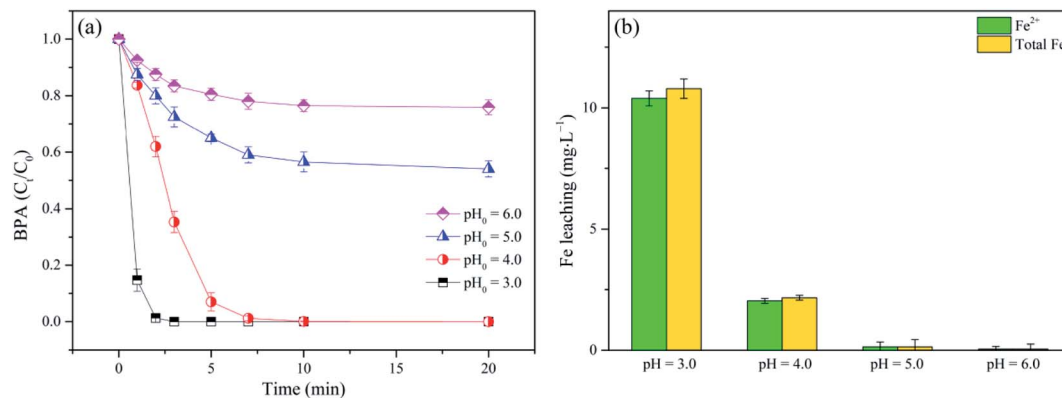 (a)
1.0
0.8
0.6
0.4
0.2
0.0
BPA (Cₜ/C₀)
pH₀ = 6.0
pH₀ = 5.0
pH₀ = 4.0
pH₀ = 3.0
0 5 10 15 20
Time (min)
(b)
Fe²⁺
Total Fe
10
5
0
Fe leaching (mg·L⁻¹)
pH = 3.0 pH = 4.0 pH = 5.0 pH = 6.0